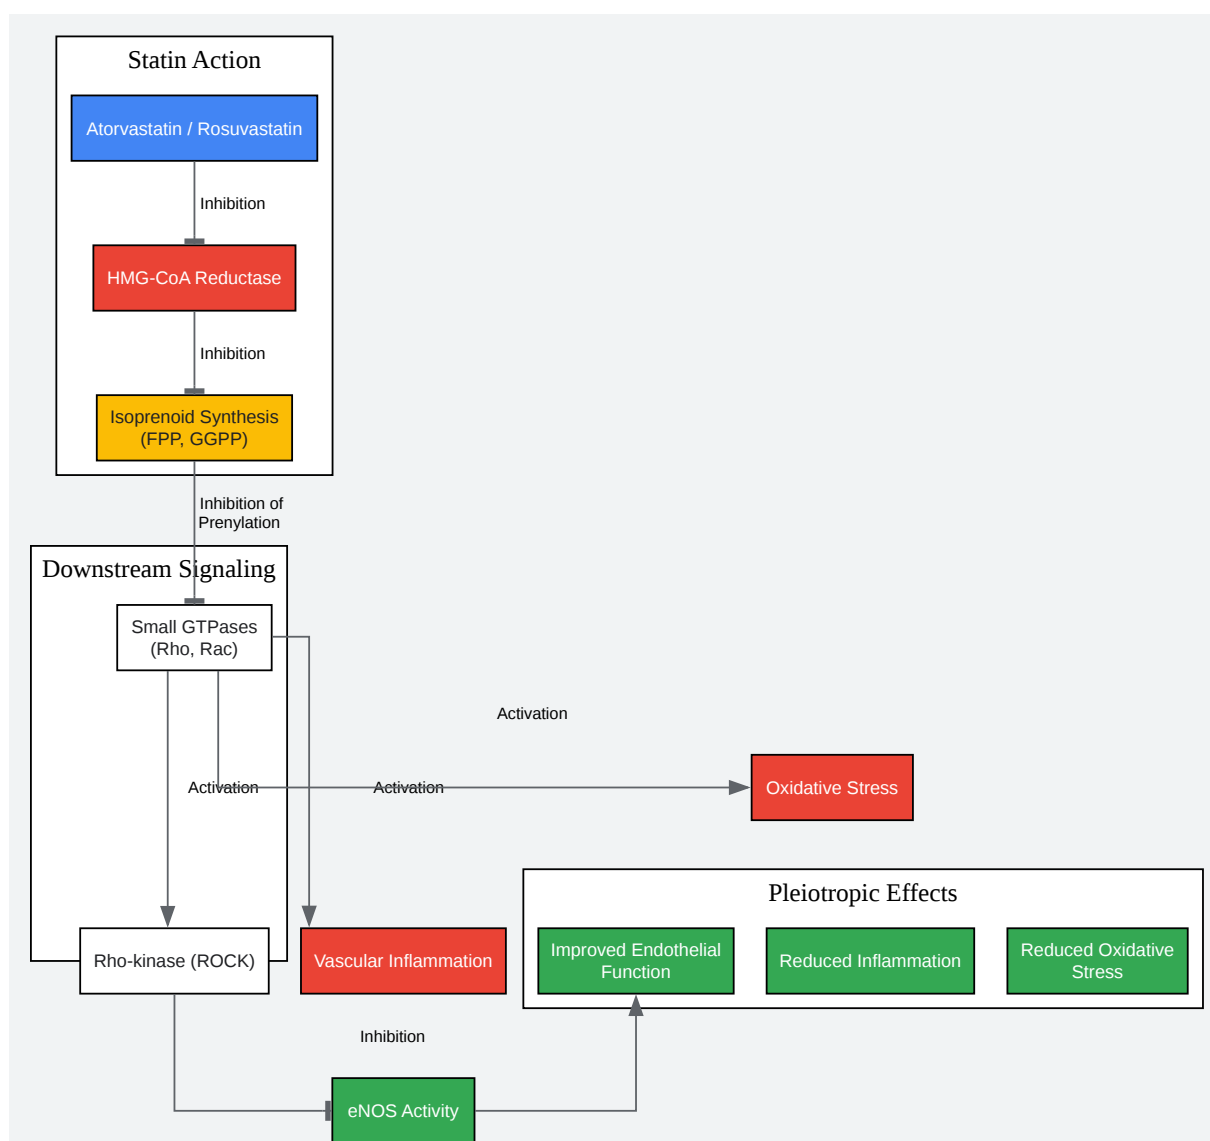 Statin Action
Atorvastatin / Rosuvastatin
Inhibition
HMG-CoA Reductase
Inhibition
Isoprenoid Synthesis
(FPP, GGPP)
Inhibition of
Prenylation
Downstream Signaling
Small GTPases
(Rho, Rac)
Activation
Activation
Activation
Oxidative Stress
Pleiotropic Effects
Rho-kinase (ROCK)
Vascular Inflammation
Improved Endothelial
Function
Reduced Inflammation
Reduced Oxidative
Stress
Inhibition
eNOS Activity